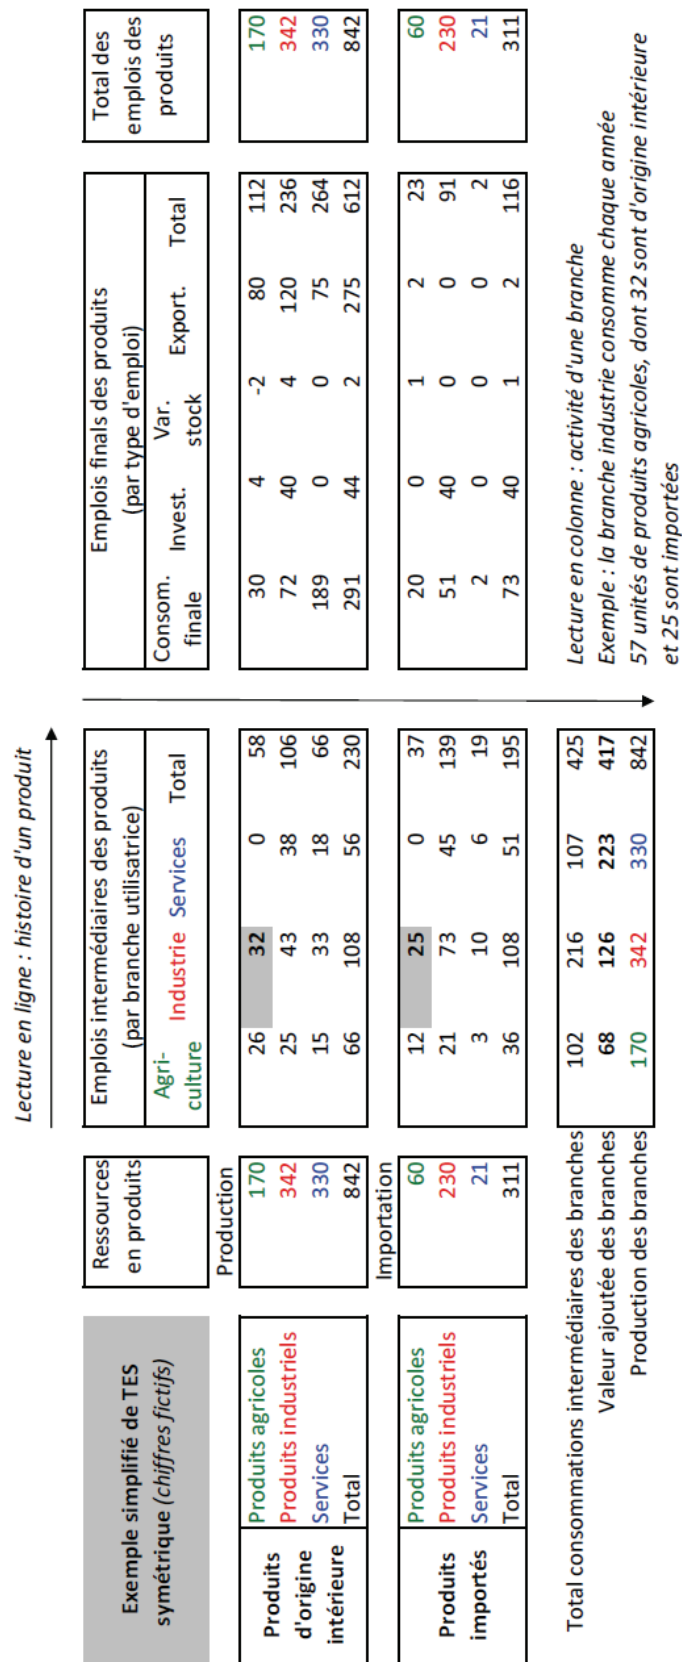 Lecture en ligne : histoire d'un produit
Exemple simplifié de TES
symétrique (chiffres fictifs)
Ressources
en produits
Emplois intermédiaires des produits
(par branche utilisatrice)
Agri-
culture Industrie Services Total
Emplois finals des produits
(par type d'emploi)
Consom.
finale Invest. Var.
stock Export. Total
Total des
emplois des
produits
Production
Produits
d'origine
intérieure
Produits agricoles 170 26 32 0 58 30 4 -2 80 112 170
Produits industriels 342 25 43 38 106 72 40 4 120 236 342
Services 330 15 33 18 66 189 0 0 75 264 330
Total 842 66 108 56 230 291 44 2 275 612 842
Importation
Produits
importés
Produits agricoles 60 12 25 0 37 20 0 1 2 23 60
Produits industriels 230 21 73 45 139 51 40 0 0 91 230
Services 21 3 10 6 19 2 0 0 0 2 21
Total 311 36 108 51 195 73 40 1 2 116 311
Total consommations intermédiaires des branches 102 216 107 425
Valeur ajoutée des branches 68 126 223 417
Production des branches 170 342 330 842
Lecture en colonne : activité d'une branche
Exemple : la branche industrie consomme chaque année
57 unités de produits agricoles, dont 32 sont d'origine intérieure
et 25 sont importées